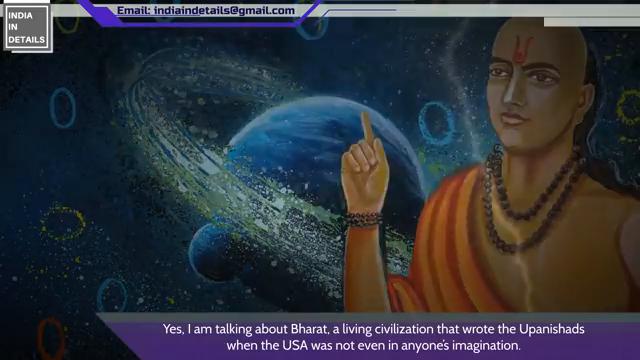 INDIA
IN
DETAILS
Email: indiaindetails@gmail.com
Yes, I am talking about Bharat, a living civilization that wrote the Upanishads
when the USA was not even in anyone's imagination.